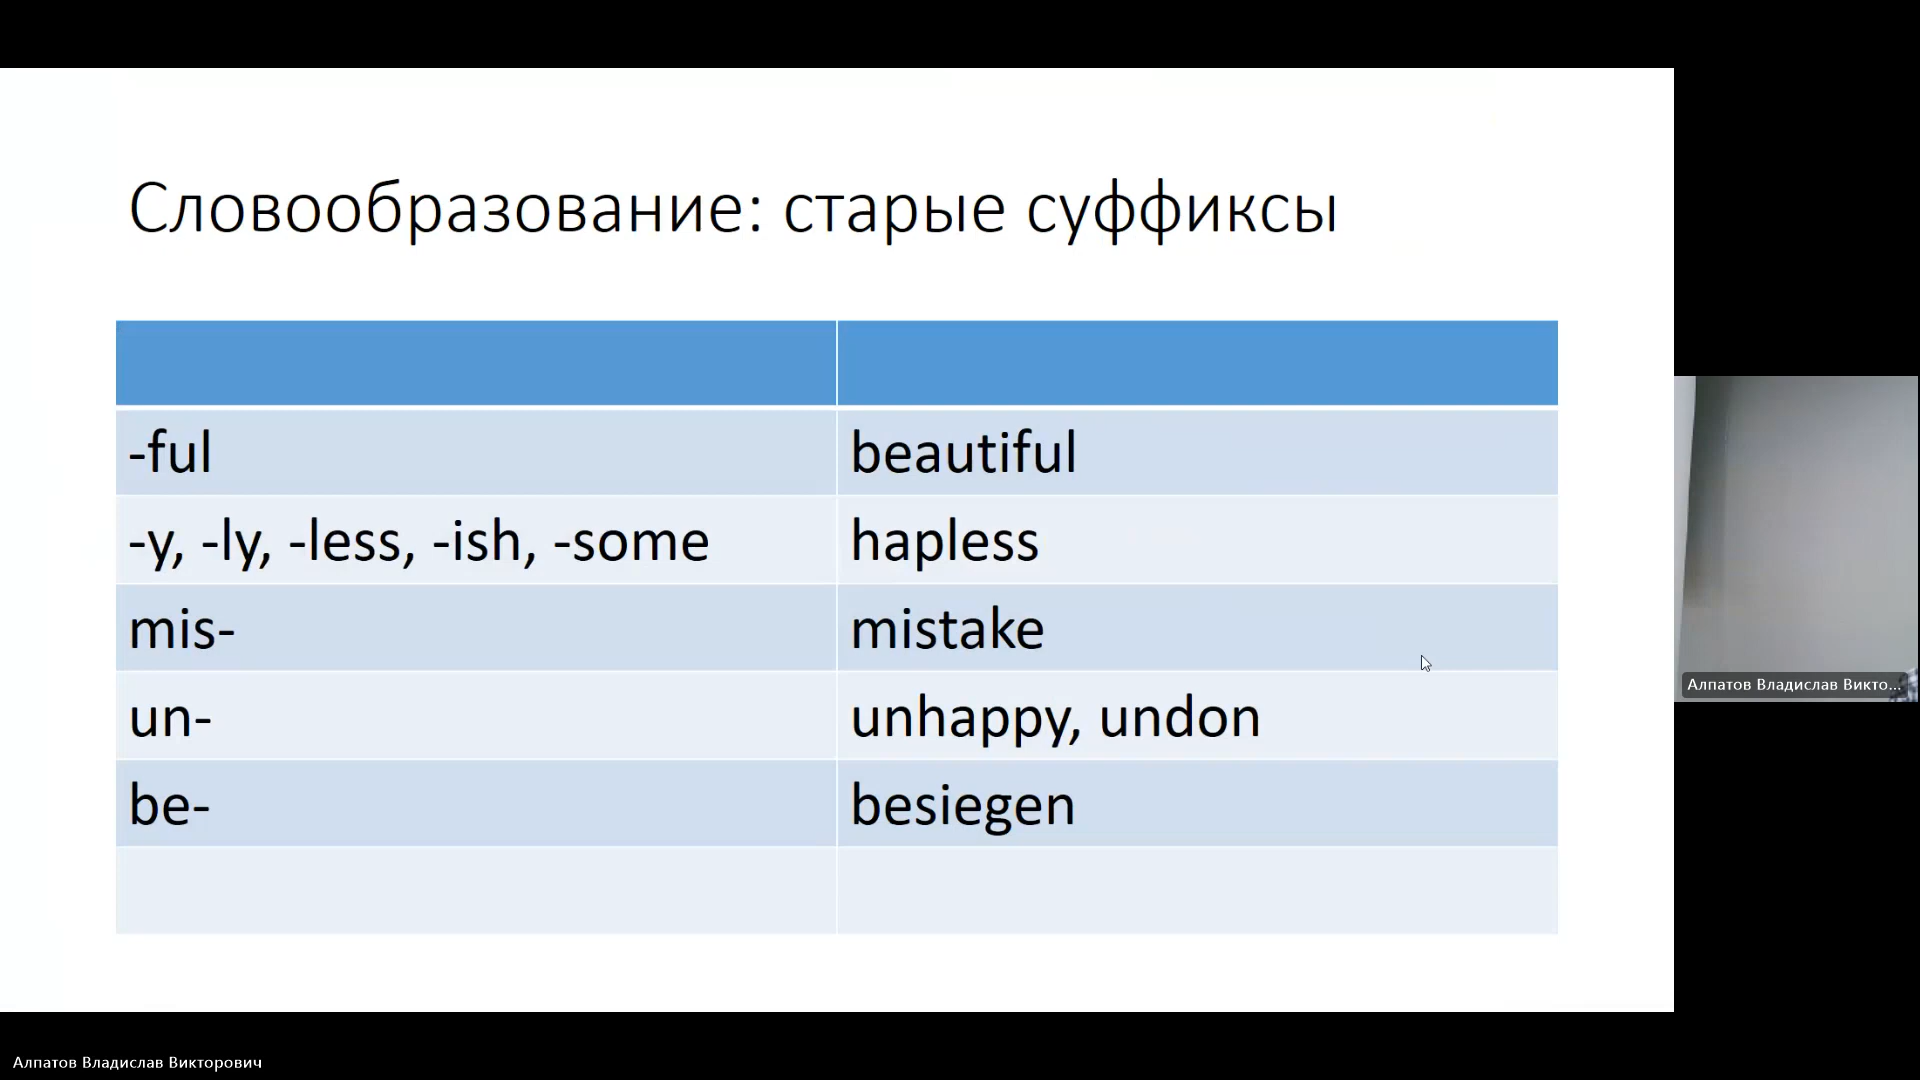 Словообразование: старые суффиксы
-ful beautiful
-y, -ly, -less, -ish, -some hapless
mis- mistake
un- unhappy, undon
be- besiegen
Алпатов Владислав Викто...
Алпатов Владислав Викторович